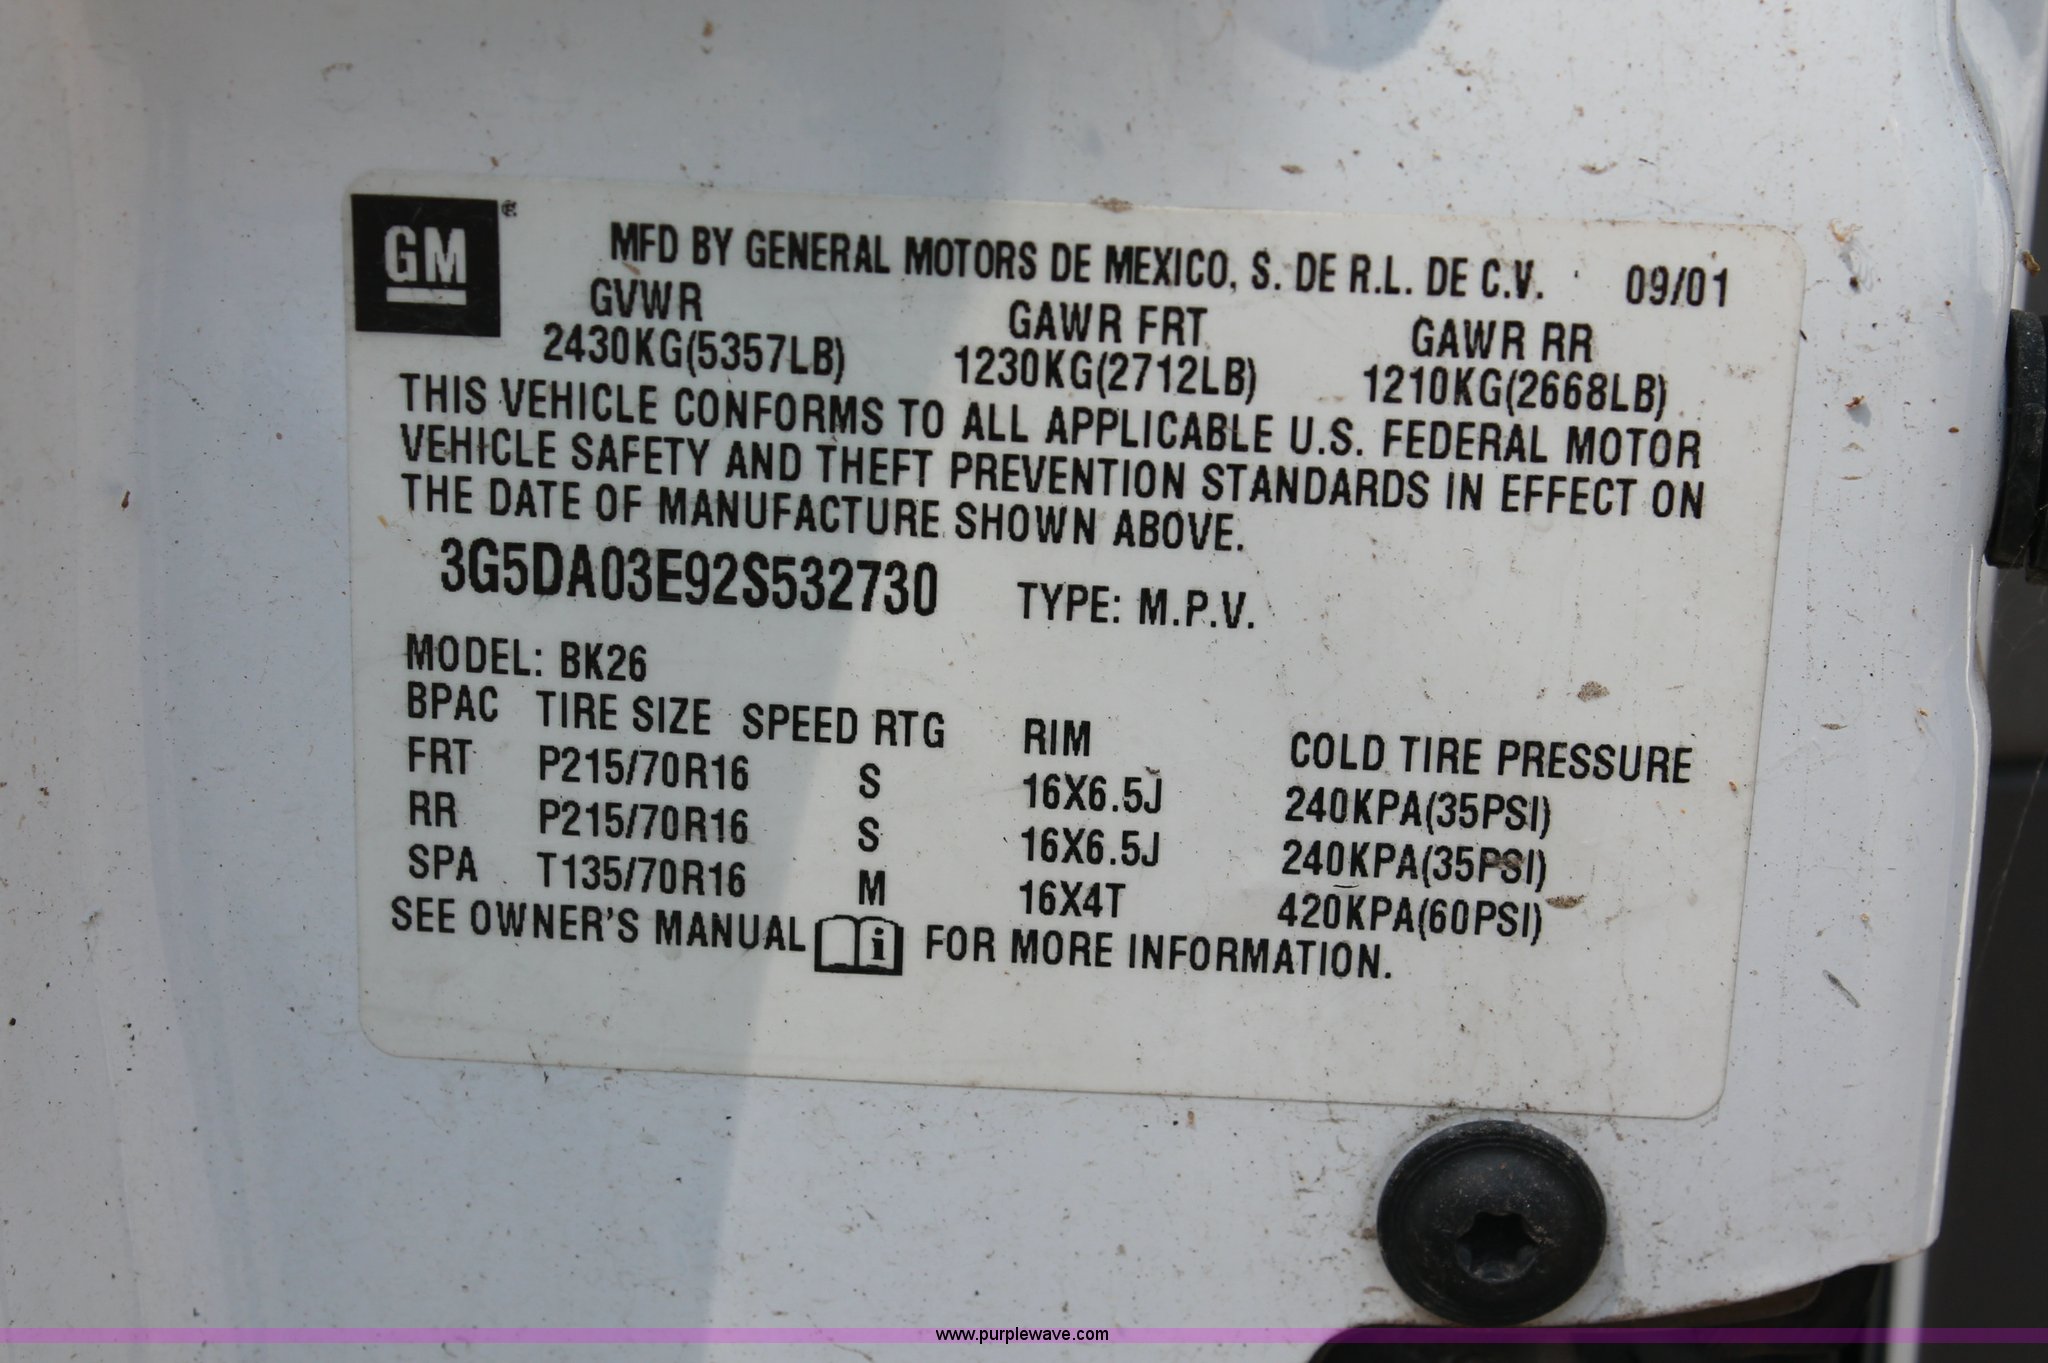 GM
MFD BY GENERAL MOTORS DE MEXICO, S. DE R.L. DE C.V. 09/01
GVWR GAWR FRT GAWR RR
2430KG(5357LB) 1230KG(2712LB) 1210KG(2668LB)
THIS VEHICLE CONFORMS TO ALL APPLICABLE U.S. FEDERAL MOTOR
VEHICLE SAFETY AND THEFT PREVENTION STANDARDS IN EFFECT ON
THE DATE OF MANUFACTURE SHOWN ABOVE.
3G5DA03E92S532730 TYPE: M.P.V.
MODEL: BK26
BPAC TIRE SIZE SPEED RTG RIM COLD TIRE PRESSURE
FRT P215/70R16 S 16X6.5J 240KPA(35PSI)
RR P215/70R16 S 16X6.5J 240KPA(35PSI)
SPA T135/70R16 M 16X4T 420KPA(60PSI)
SEE OWNER'S MANUAL i FOR MORE INFORMATION.
www.purplewave.com